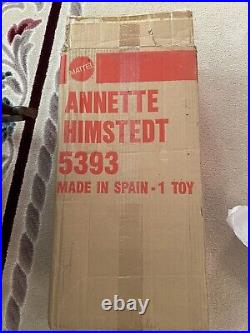 MATTEL
ANNETTE
HIMSTEDT
5393
MADE IN SPAIN - 1 TOY